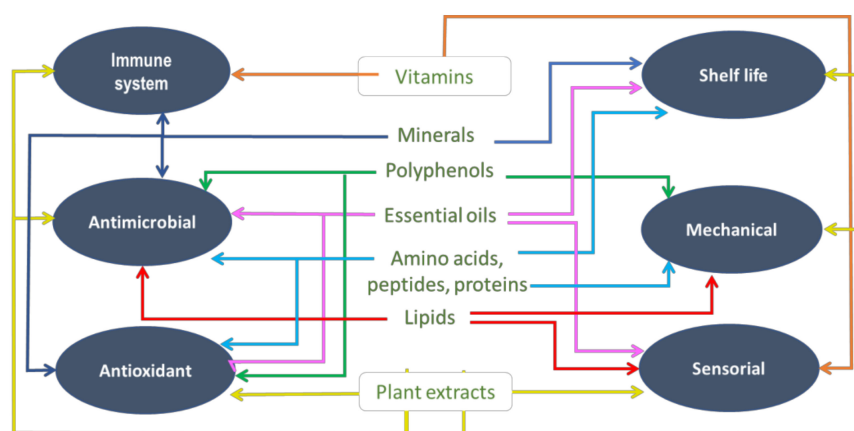 Immune
system
Vitamins
Shelf life
Minerals
Polyphenols
Antimicrobial
Essential oils
Mechanical
Amino acids,
peptides, proteins
Lipids
Antioxidant
Sensorial
Plant extracts